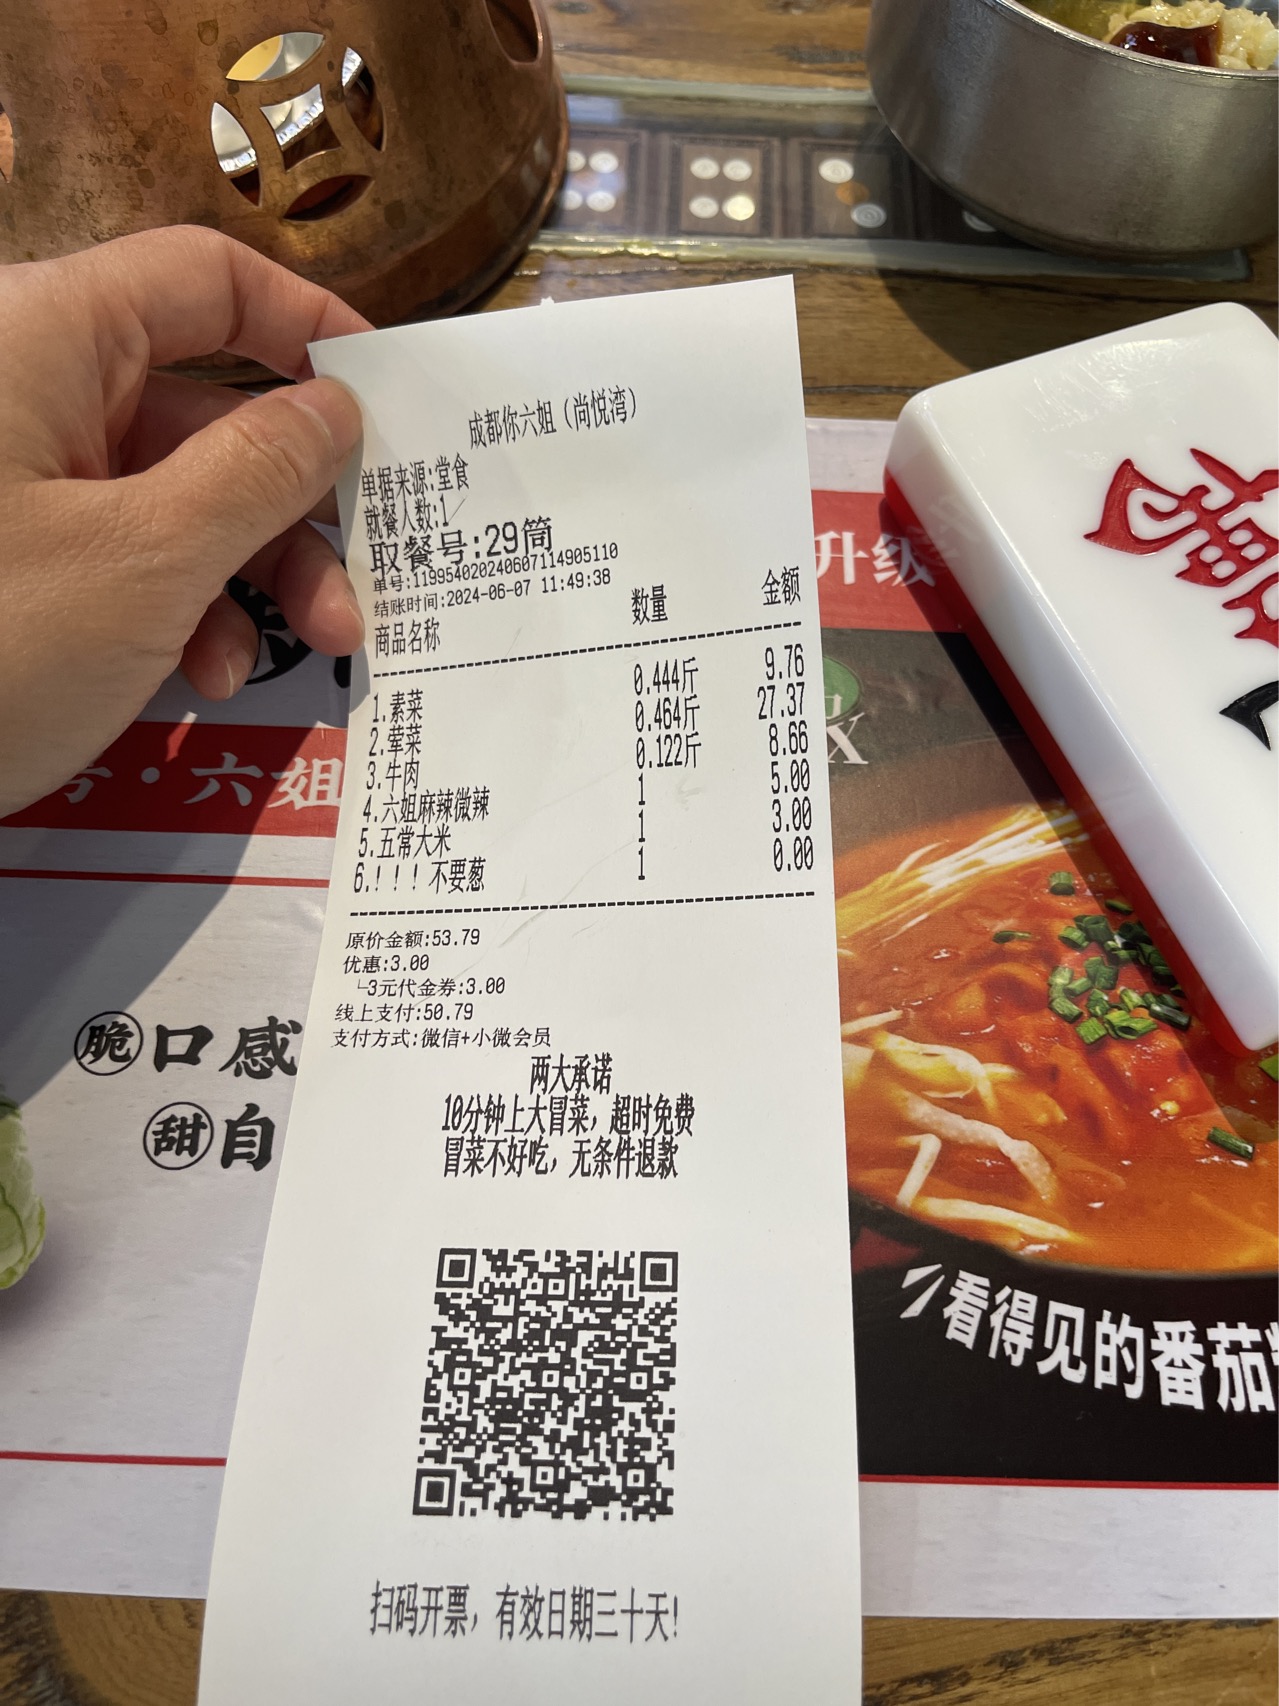 成都你六姐（尚悦湾）
单据来源:堂食
就餐人数:1
取餐号:29筒
单号:119954020240607114905110
结账时间:2024-06-07 11:49:38
商品名称 数量 金额
1.素菜 0.444斤 9.76
2.荤菜 0.464斤 27.37
3.牛肉 0.122斤 8.66
4.六姐麻辣微辣 1 5.00
5.五常大米 1 3.00
6.！！！不要葱 1 0.00
原价金额:53.79
优惠:3.00
└3元代金券:3.00
线上支付:50.79
支付方式:微信+小微会员
两大承诺
10分钟上大冒菜，超时免费
冒菜不好吃，无条件退款
扫码开票，有效日期三十天!
升级
号·六姐
脆 口感
甜 自
看得见的番茄